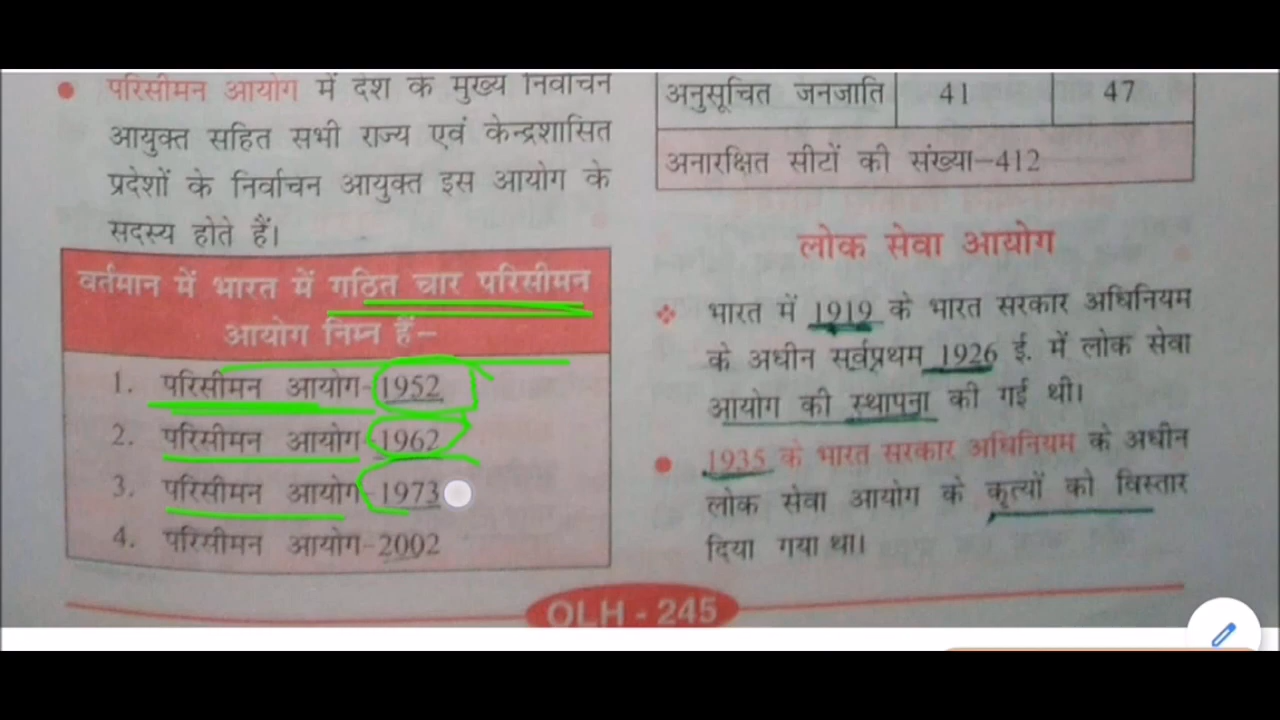 परिसीमन आयोग में देश के मुख्य निर्वाचन
आयुक्त सहित सभी राज्य एवं केन्द्रशासित
प्रदेशों के निर्वाचन आयुक्त इस आयोग के
सदस्य होते हैं।
वर्तमान में भारत में गठित चार परिसीमन
आयोग निम्न हैं–
1. परिसीमन आयोग-1952
2. परिसीमन आयोग-1962
3. परिसीमन आयोग-1973
4. परिसीमन आयोग-2002
अनुसूचित जनजाति 41 47
अनारक्षित सीटों की संख्या–412
लोक सेवा आयोग
भारत में 1919 के भारत सरकार अधिनियम
के अधीन सर्वप्रथम 1926 ई. में लोक सेवा
आयोग की स्थापना की गई थी।
1935 के भारत सरकार अधिनियम के अधीन
लोक सेवा आयोग के कृत्यों को विस्तार
दिया गया था।
OLH - 245